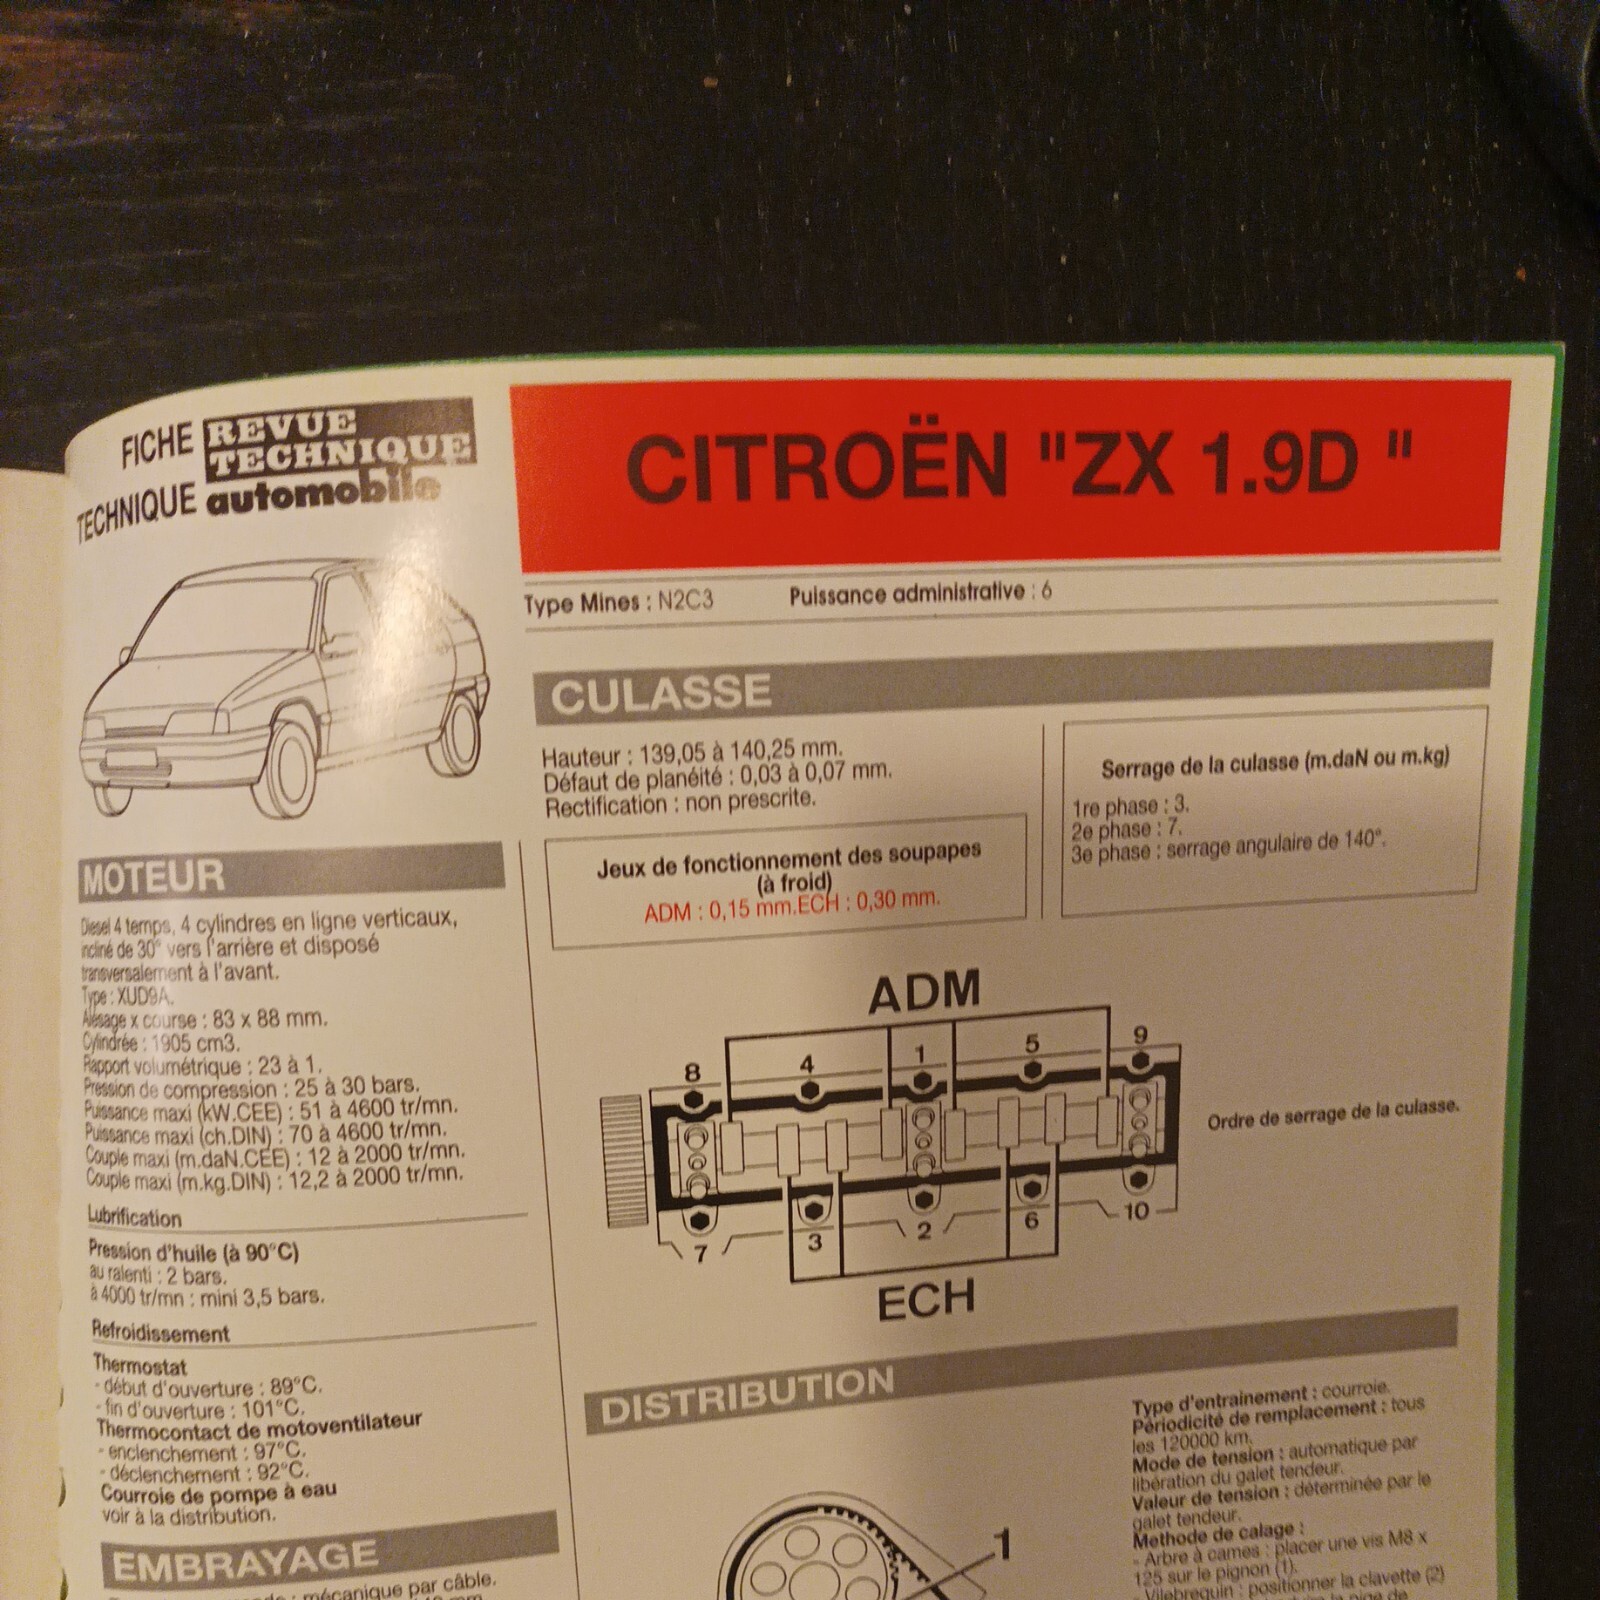 FICHE REVUE
TECHNIQUE
TECHNIQUE automobile
CITROËN "ZX 1.9D "
Type Mines : N2C3 Puissance administrative : 6
MOTEUR
Diesel 4 temps, 4 cylindres en ligne verticaux,
incliné de 30° vers l'arrière et disposé
transversalement à l'avant.
Type : XUD9A.
Alésage x course : 83 x 88 mm.
Cylindrée : 1905 cm3.
Rapport volumétrique : 23 à 1.
Pression de compression : 25 à 30 bars.
Puissance maxi (kW.CEE) : 51 à 4600 tr/mn.
Puissance maxi (ch.DIN) : 70 à 4600 tr/mn.
Couple maxi (m.daN.CEE) : 12 à 2000 tr/mn.
Couple maxi (m.kg.DIN) : 12,2 à 2000 tr/mn.
Lubrification
Pression d'huile (à 90°C)
au ralenti : 2 bars.
à 4000 tr/mn : mini 3,5 bars.
Refroidissement
Thermostat
- début d'ouverture : 89°C.
- fin d'ouverture : 101°C.
Thermocontact de motoventilateur
- enclenchement : 97°C.
- déclenchement : 92°C.
Courroie de pompe à eau
voir à la distribution.
EMBRAYAGE
: mécanique par câble.
CULASSE
Hauteur : 139,05 à 140,25 mm.
Défaut de planéité : 0,03 à 0,07 mm.
Rectification : non prescrite.
Jeux de fonctionnement des soupapes
(à froid)
ADM : 0,15 mm.ECH : 0,30 mm.
Serrage de la culasse (m.daN ou m.kg)
1re phase : 3.
2e phase : 7.
3e phase : serrage angulaire de 140°.
ADM
8 4 1 5 9
7 3 2 6 10
ECH
Ordre de serrage de la culasse.
DISTRIBUTION
1
Type d'entrainement : courroie.
Périodicité de remplacement : tous
les 120000 km.
Mode de tension : automatique par
libération du galet tendeur.
Valeur de tension : déterminée par le
galet tendeur.
Methode de calage :
- Arbre à cames : placer une vis M8 x
125 sur le pignon (1).
- Vilebrequin : positionner la clavette (2)